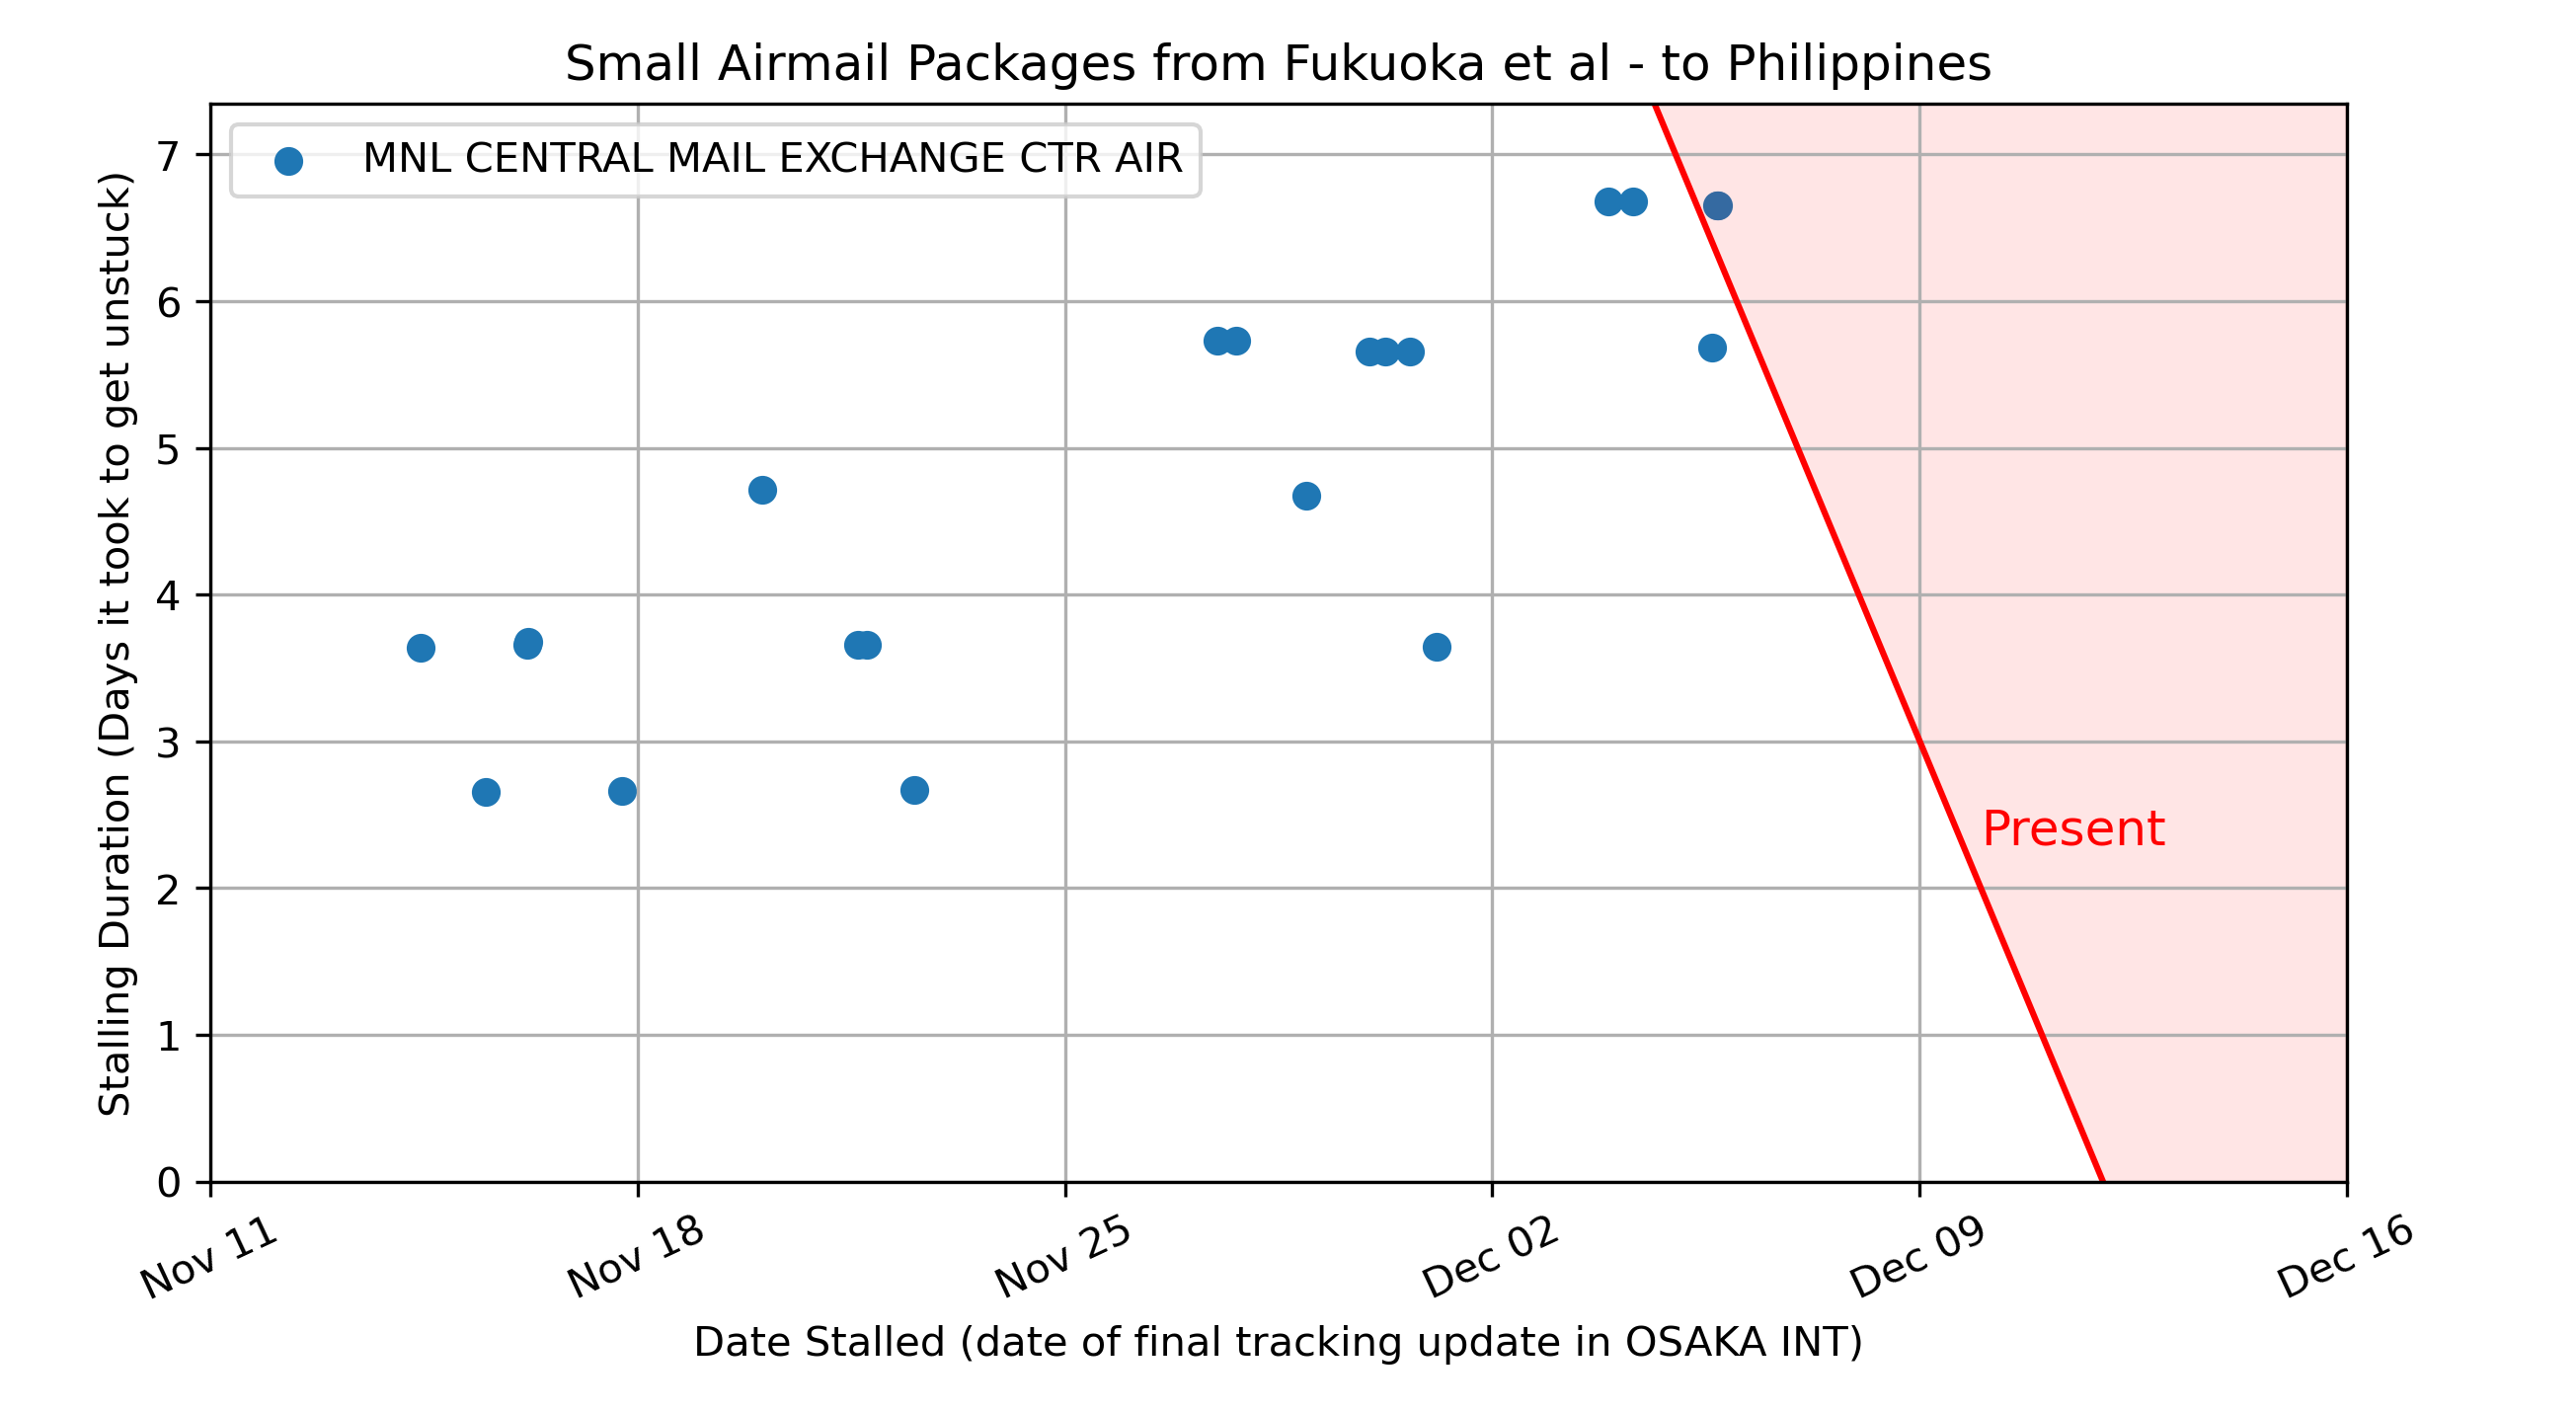 Small Airmail Packages from Fukuoka et al - to Philippines
MNL CENTRAL MAIL EXCHANGE CTR AIR
Stalling Duration (Days it took to get unstuck)
7
6
5
4
3
2
1
0
Present
Nov 11
Nov 18
Nov 25
Dec 02
Dec 09
Dec 16
Date Stalled (date of final tracking update in OSAKA INT)